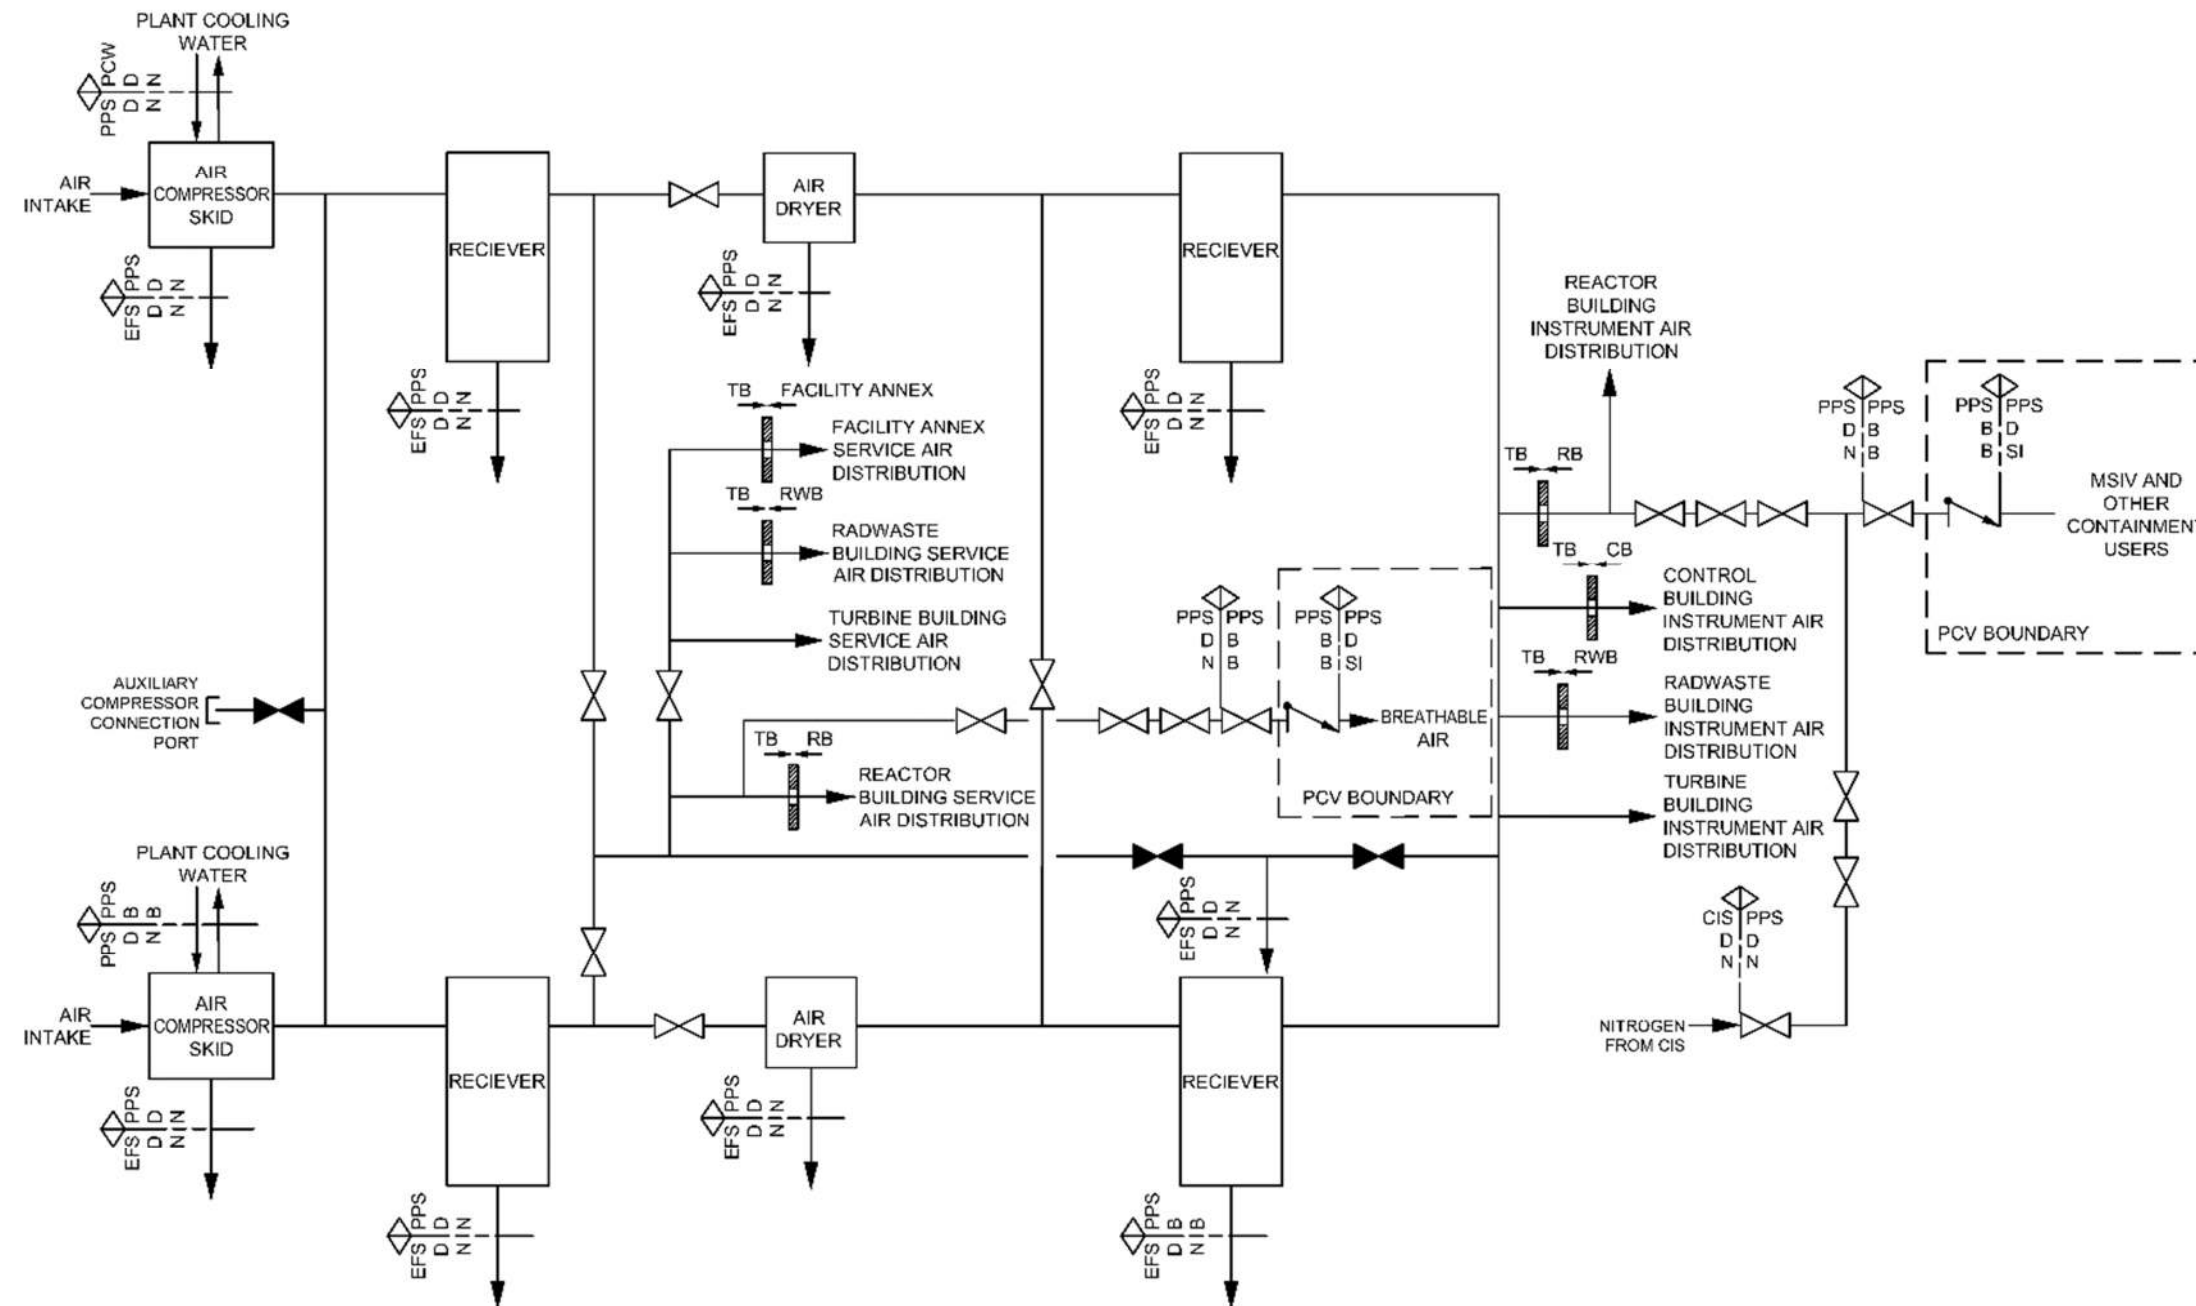 PLANT COOLING
WATER
PPS PCW
D D
N N
AIR
INTAKE
AIR
COMPRESSOR
SKID
EFS PPS
D D
N N
RECIEVER
EFS PPS
D D
N N
AIR
DRYER
EFS PPS
D D
N N
RECIEVER
EFS PPS
D D
N N
TB FACILITY ANNEX
FACILITY ANNEX
SERVICE AIR
DISTRIBUTION
TB RWB
RADWASTE
BUILDING SERVICE
AIR DISTRIBUTION
TURBINE BUILDING
SERVICE AIR
DISTRIBUTION
TB RB
REACTOR
BUILDING SERVICE
AIR DISTRIBUTION
PPS PPS
D B
N B
PPS PPS
B D
B SI
BREATHABLE
AIR
PCV BOUNDARY
REACTOR
BUILDING
INSTRUMENT AIR
DISTRIBUTION
TB RB
PPS PPS
D B
N B
PPS PPS
B D
B SI
MSIV AND
OTHER
CONTAINMENT
USERS
PCV BOUNDARY
TB CB
CONTROL
BUILDING
INSTRUMENT AIR
DISTRIBUTION
TB RWB
RADWASTE
BUILDING
INSTRUMENT AIR
DISTRIBUTION
TURBINE
BUILDING
INSTRUMENT AIR
DISTRIBUTION
AUXILIARY
COMPRESSOR
CONNECTION
PORT
EFS PPS
D D
N N
CIS PPS
D D
N N
NITROGEN
FROM CIS
PLANT COOLING
WATER
PPS PPS
D B
N B
AIR
INTAKE
AIR
COMPRESSOR
SKID
EFS PPS
D D
N N
RECIEVER
EFS PPS
D D
N N
AIR
DRYER
EFS PPS
D D
N N
RECIEVER
EFS PPS
D B
N B